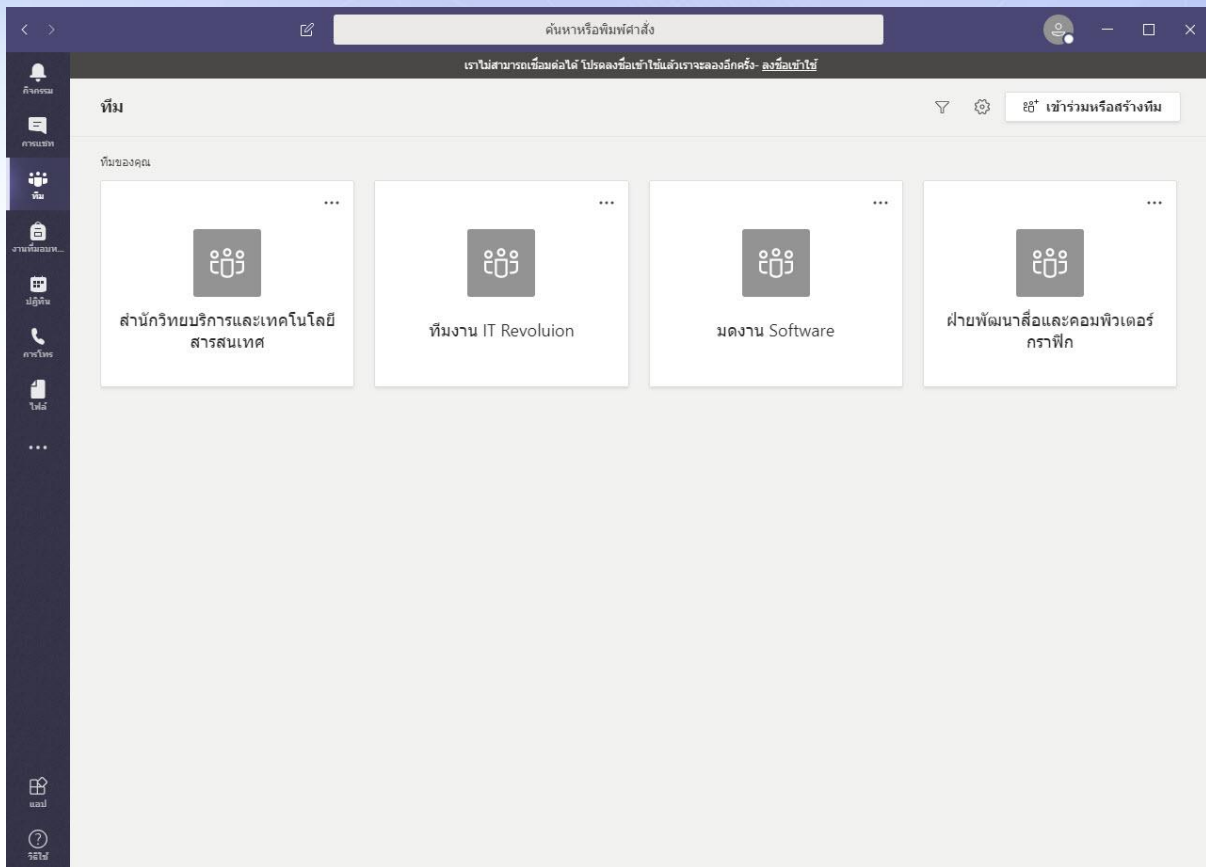 ค้นหาหรือพิมพ์คำสั่ง
เราไม่สามารถเชื่อมต่อได้ โปรดลงชื่อเข้าใช้แล้วเราจะลองอีกครั้ง- ลงชื่อเข้าใช้
กิจกรรม
การแชท
ทีม
งานที่มอบห...
ปฏิทิน
การโทร
ไฟล์
แอป
วิธีใช้
ทีม
เข้าร่วมหรือสร้างทีม
ทีมของคุณ
สำนักวิทยบริการและเทคโนโลยี
สารสนเทศ
ทีมงาน IT Revoluion
มดงาน Software
ฝ่ายพัฒนาสื่อและคอมพิวเตอร์
กราฟิก